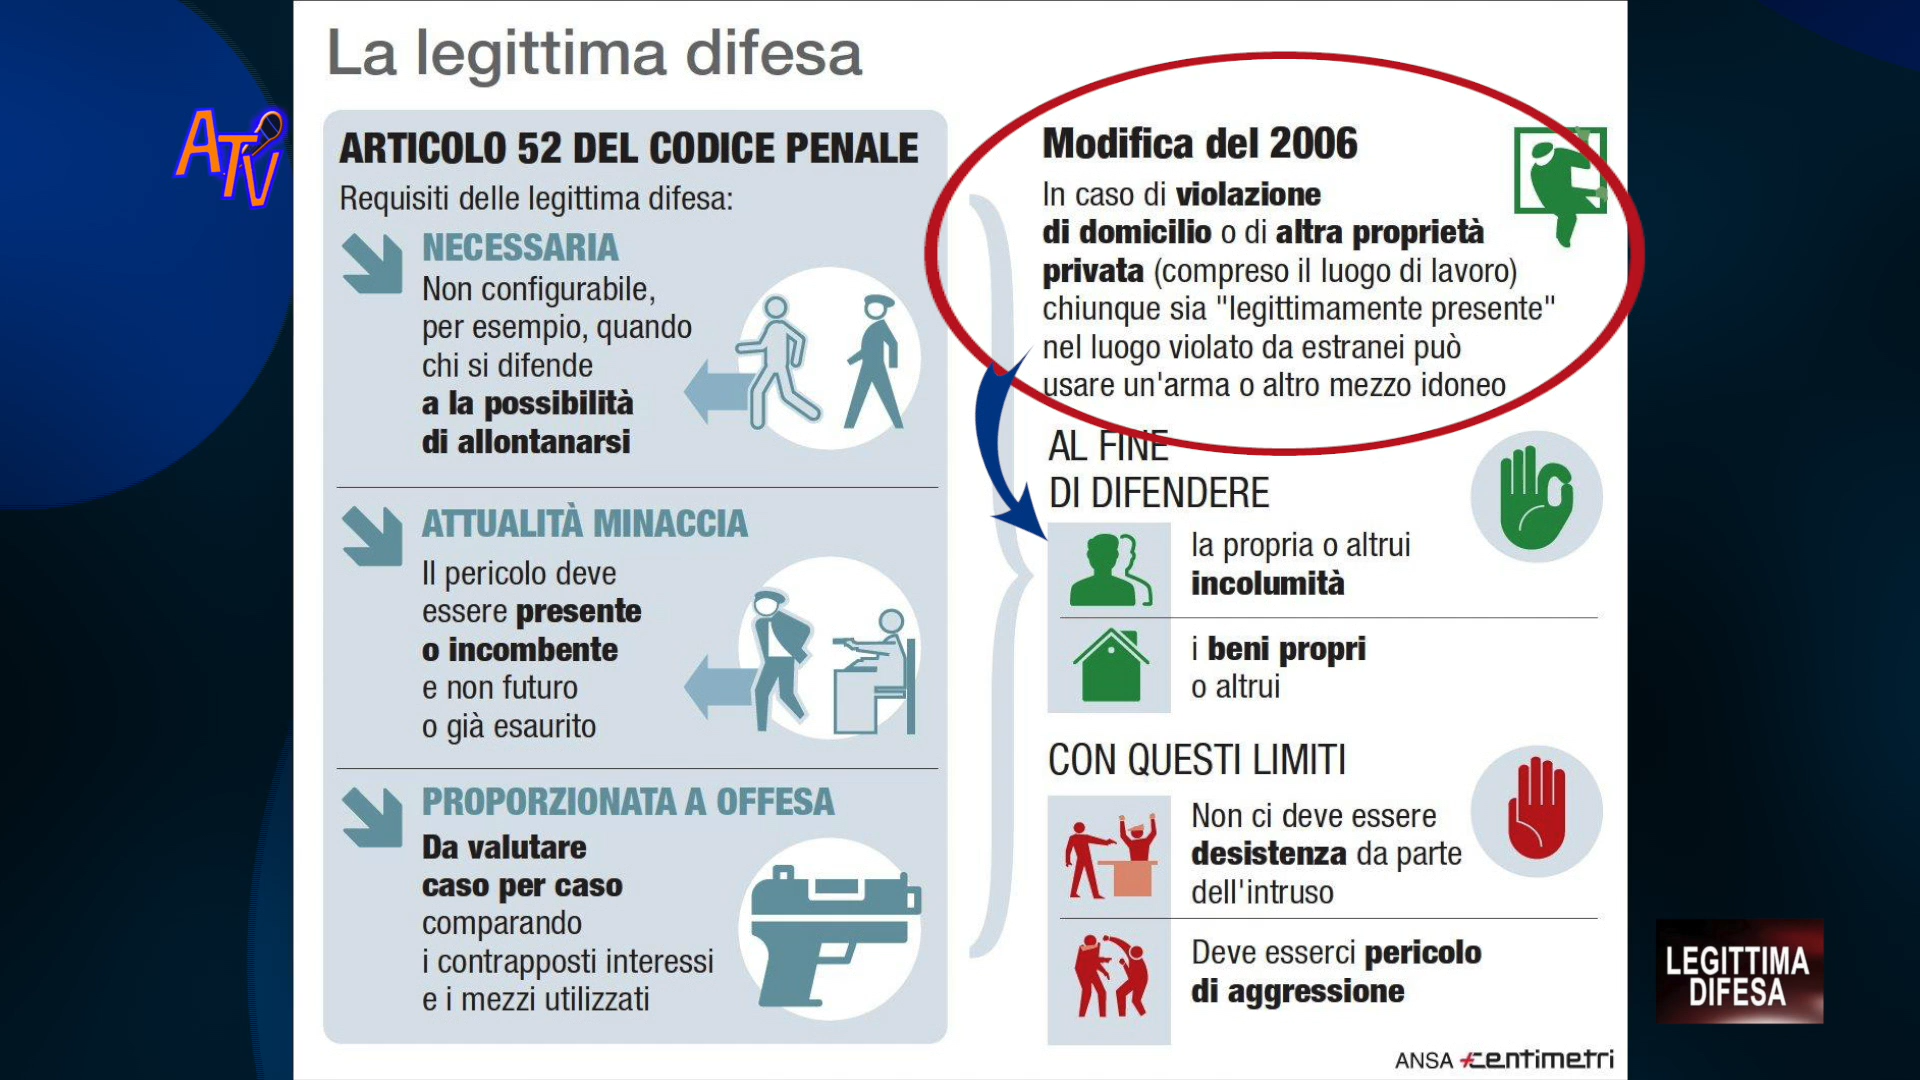 La legittima difesa
ATV
ARTICOLO 52 DEL CODICE PENALE
Requisiti delle legittima difesa:
NECESSARIA
Non configurabile,
per esempio, quando
chi si difende
a la possibilità
di allontanarsi
ATTUALITÀ MINACCIA
Il pericolo deve
essere presente
o incombente
e non futuro
o già esaurito
PROPORZIONATA A OFFESA
Da valutare
caso per caso
comparando
i contrapposti interessi
e i mezzi utilizzati
Modifica del 2006
In caso di violazione
di domicilio o di altra proprietà
privata (compreso il luogo di lavoro)
chiunque sia "legittimamente presente"
nel luogo violato da estranei può
usare un'arma o altro mezzo idoneo
AL FINE
DI DIFENDERE
la propria o altrui
incolumità
i beni propri
o altrui
CON QUESTI LIMITI
Non ci deve essere
desistenza da parte
dell'intruso
Deve esserci pericolo
di aggressione
ANSA centimetri
LEGITTIMA
DIFESA